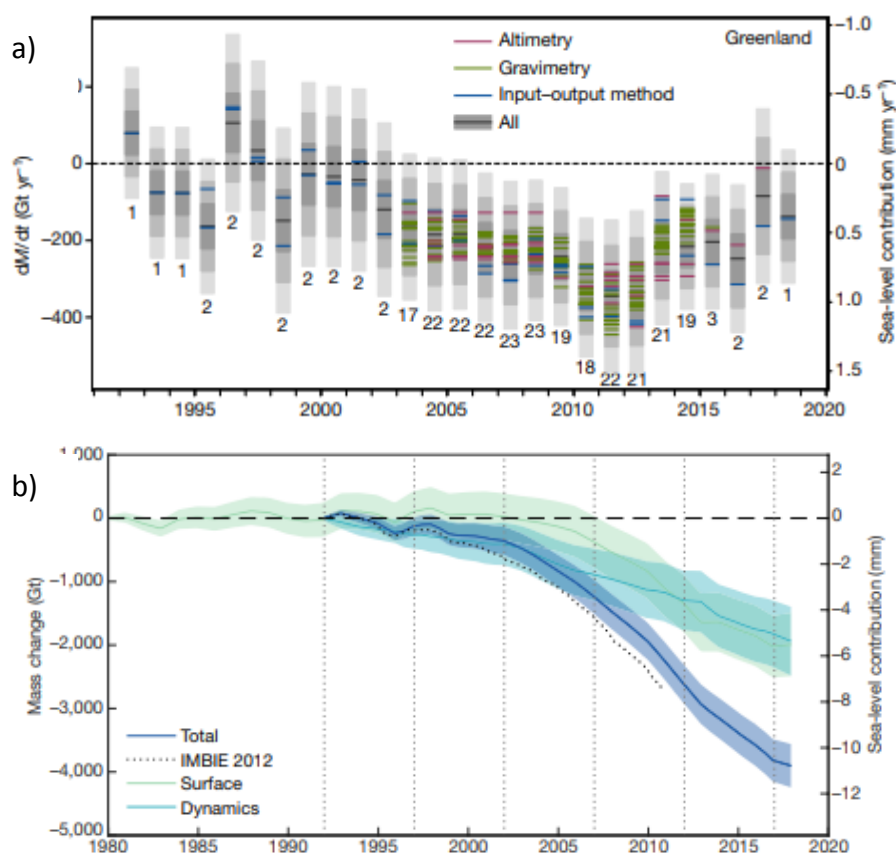 a)
−1.0
Altimetry
Greenland
Gravimetry
−0.5
Input–output method
All
0
0
dM/dt (Gt yr⁻¹)
Sea-level contribution (mm yr⁻¹)
−200
0.5
−400
1.0
1.5
1 1 1 2 2 2 2 2 2 2 2 17 22 22 22 23 23 19 18 22 21 21 19 3 2 2 1
1995 2000 2005 2010 2015 2020
b)
2
0
0
−1,000
−2
−2,000
−4
−6
−3,000
−8
−4,000
−10
−12
−5,000
Mass change (Gt)
Sea-level contribution (mm)
Total
IMBIE 2012
Surface
Dynamics
1980 1985 1990 1995 2000 2005 2010 2015 2020